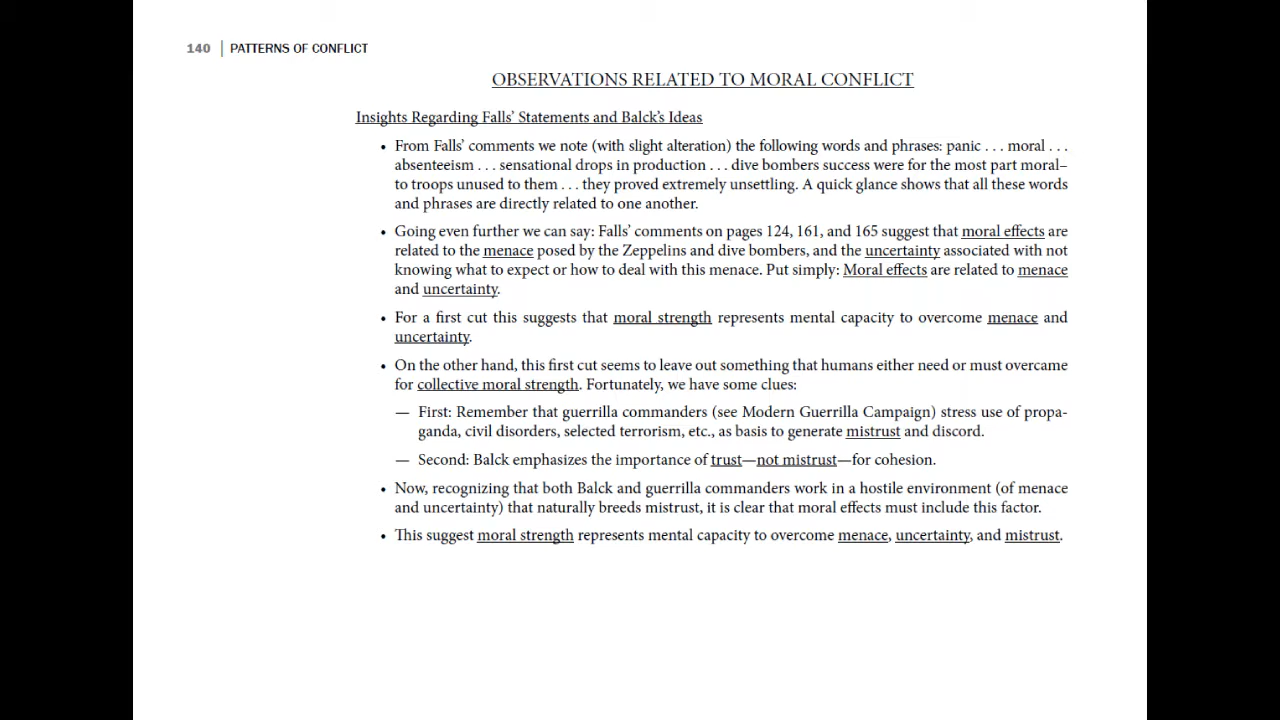 140 | PATTERNS OF CONFLICT
OBSERVATIONS RELATED TO MORAL CONFLICT
Insights Regarding Falls’ Statements and Balck’s Ideas
• From Falls’ comments we note (with slight alteration) the following words and phrases: panic . . . moral . . .
absenteeism . . . sensational drops in production . . . dive bombers success were for the most part moral–
to troops unused to them . . . they proved extremely unsettling. A quick glance shows that all these words
and phrases are directly related to one another.
• Going even further we can say: Falls’ comments on pages 124, 161, and 165 suggest that moral effects are
related to the menace posed by the Zeppelins and dive bombers, and the uncertainty associated with not
knowing what to expect or how to deal with this menace. Put simply: Moral effects are related to menace
and uncertainty.
• For a first cut this suggests that moral strength represents mental capacity to overcome menace and
uncertainty.
• On the other hand, this first cut seems to leave out something that humans either need or must overcame
for collective moral strength. Fortunately, we have some clues:
— First: Remember that guerrilla commanders (see Modern Guerrilla Campaign) stress use of propa-
ganda, civil disorders, selected terrorism, etc., as basis to generate mistrust and discord.
— Second: Balck emphasizes the importance of trust—not mistrust—for cohesion.
• Now, recognizing that both Balck and guerrilla commanders work in a hostile environment (of menace
and uncertainty) that naturally breeds mistrust, it is clear that moral effects must include this factor.
• This suggest moral strength represents mental capacity to overcome menace, uncertainty, and mistrust.